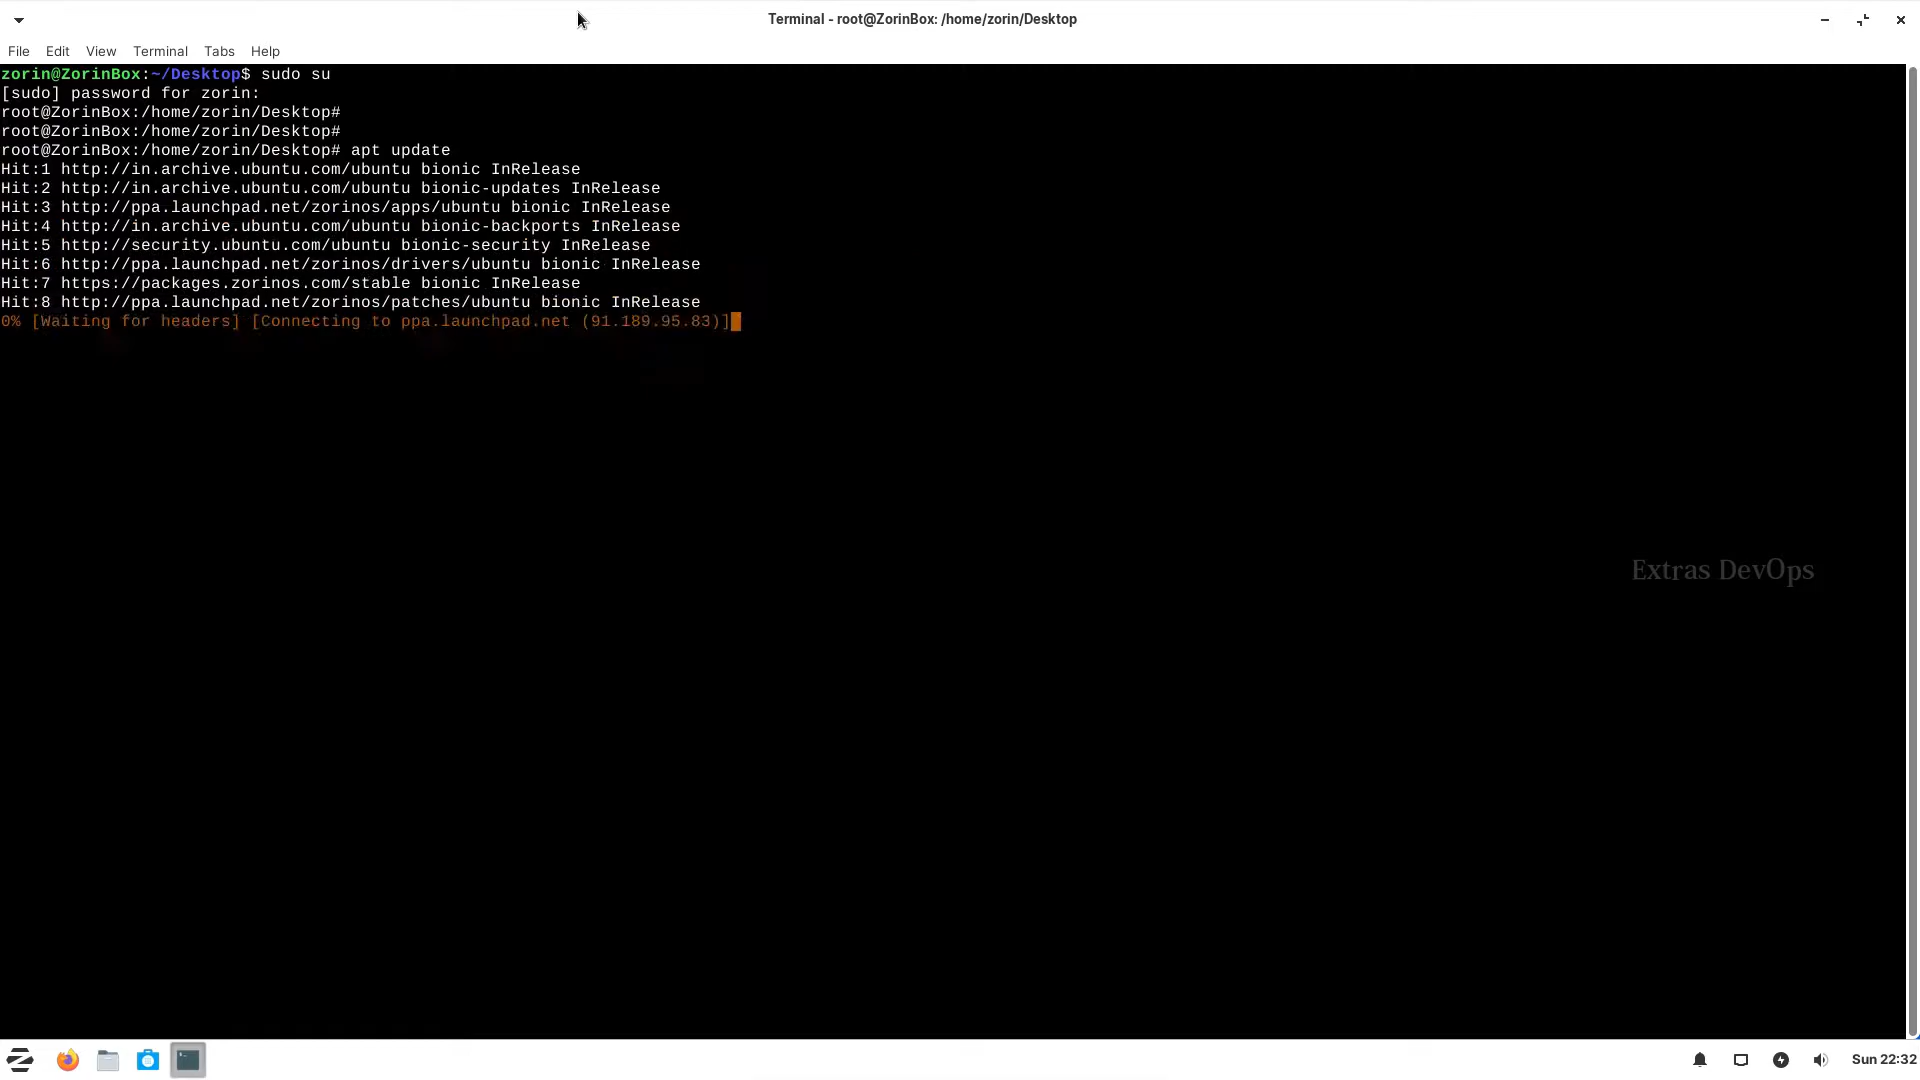 Terminal - root@ZorinBox: /home/zorin/Desktop
File Edit View Terminal Tabs Help
zorin@ZorinBox:~/Desktop$ sudo su
[sudo] password for zorin:
root@ZorinBox:/home/zorin/Desktop#
root@ZorinBox:/home/zorin/Desktop#
root@ZorinBox:/home/zorin/Desktop# apt update
Hit:1 http://in.archive.ubuntu.com/ubuntu bionic InRelease
Hit:2 http://in.archive.ubuntu.com/ubuntu bionic-updates InRelease
Hit:3 http://ppa.launchpad.net/zorinos/apps/ubuntu bionic InRelease
Hit:4 http://in.archive.ubuntu.com/ubuntu bionic-backports InRelease
Hit:5 http://security.ubuntu.com/ubuntu bionic-security InRelease
Hit:6 http://ppa.launchpad.net/zorinos/drivers/ubuntu bionic InRelease
Hit:7 https://packages.zorinos.com/stable bionic InRelease
Hit:8 http://ppa.launchpad.net/zorinos/patches/ubuntu bionic InRelease
0% [Waiting for headers] [Connecting to ppa.launchpad.net (91.189.95.83)]
Extras DevOps
Sun 22:32